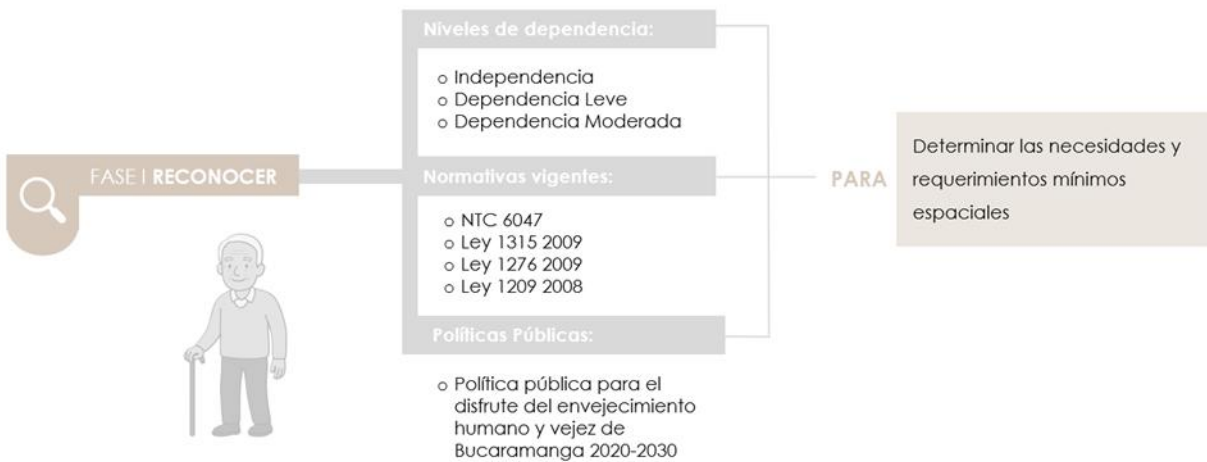 FASE I RECONOCER
Niveles de dependencia:
o Independencia
o Dependencia Leve
o Dependencia Moderada
Normativas vigentes:
o NTC 6047
o Ley 1315 2009
o Ley 1276 2009
o Ley 1209 2008
Políticas Públicas:
o Política pública para el
disfrute del envejecimiento
humano y vejez de
Bucaramanga 2020-2030
PARA
Determinar las necesidades y
requerimientos mínimos
espaciales